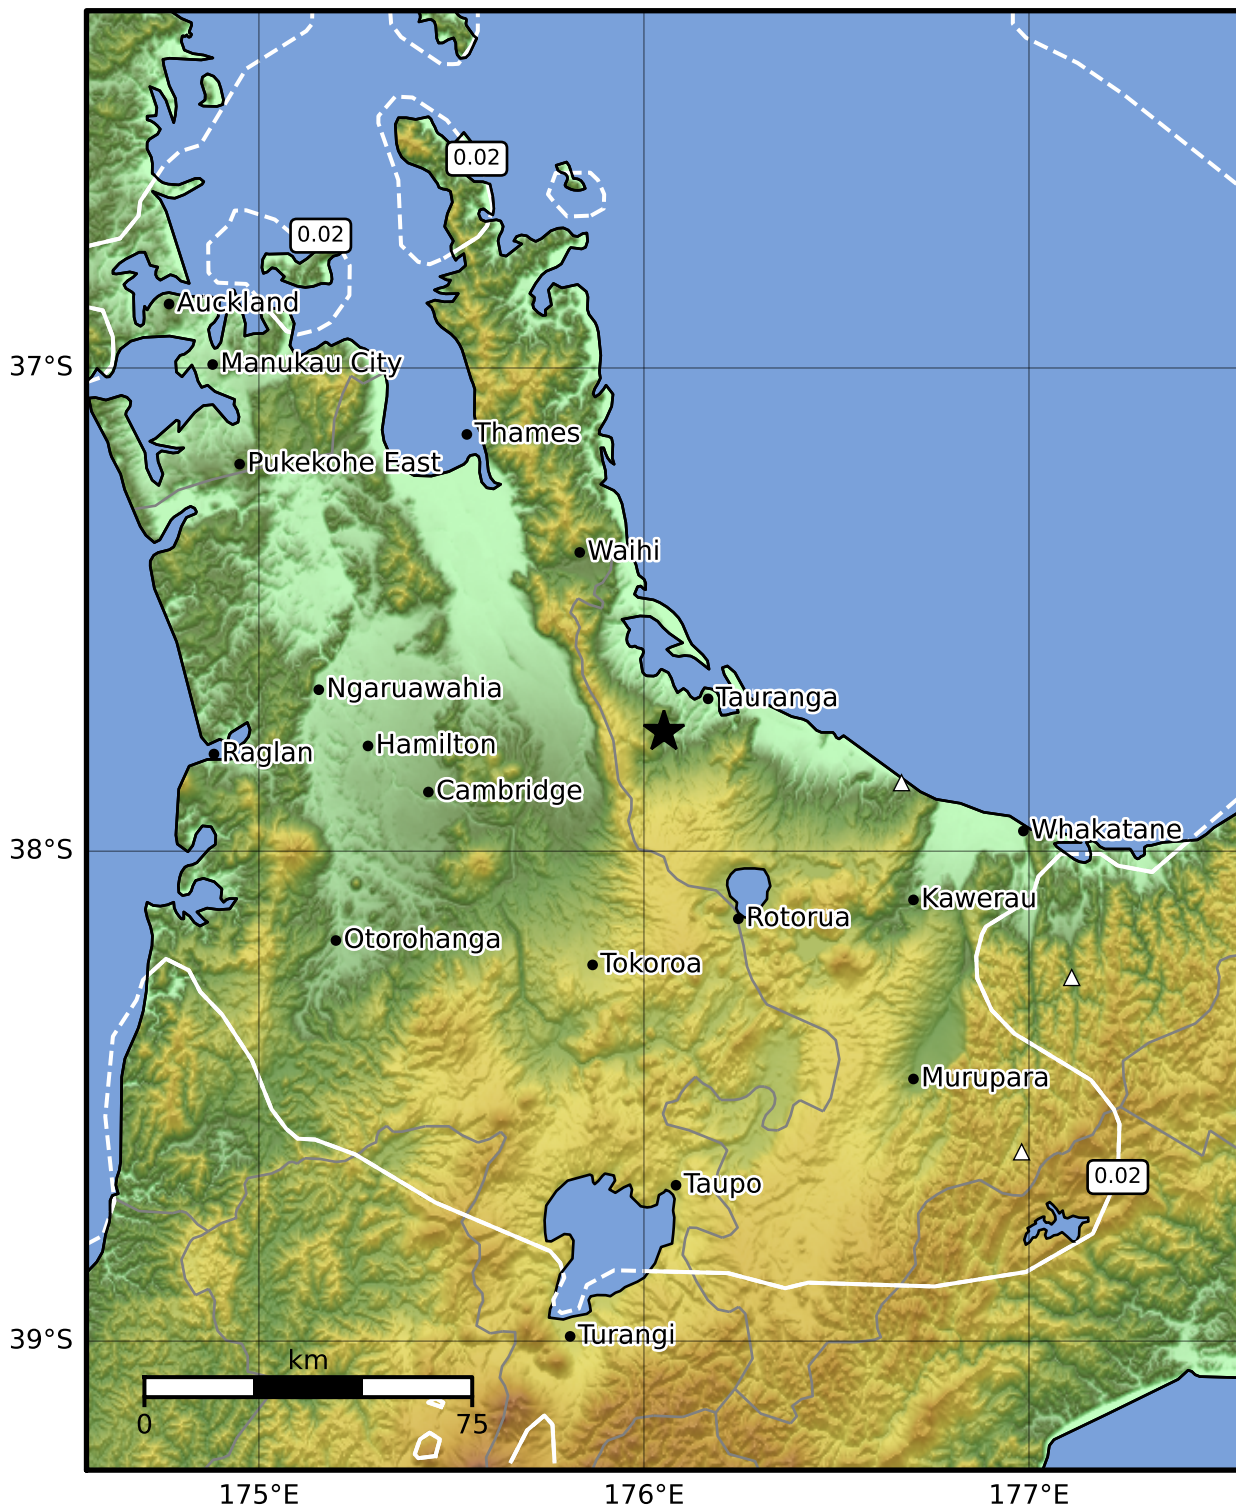 0.02
0.02
Auckland
Manukau City
37°S
Thames
Pukekohe East
Waihi
Ngaruawahia
Tauranga
Hamilton
Raglan
Cambridge
Whakatane
38°S
Kawerau
Rotorua
Otorohanga
Tokoroa
Murupara
0.02
Taupo
39°S
Turangi
km
0 75
175°E 176°E 177°E